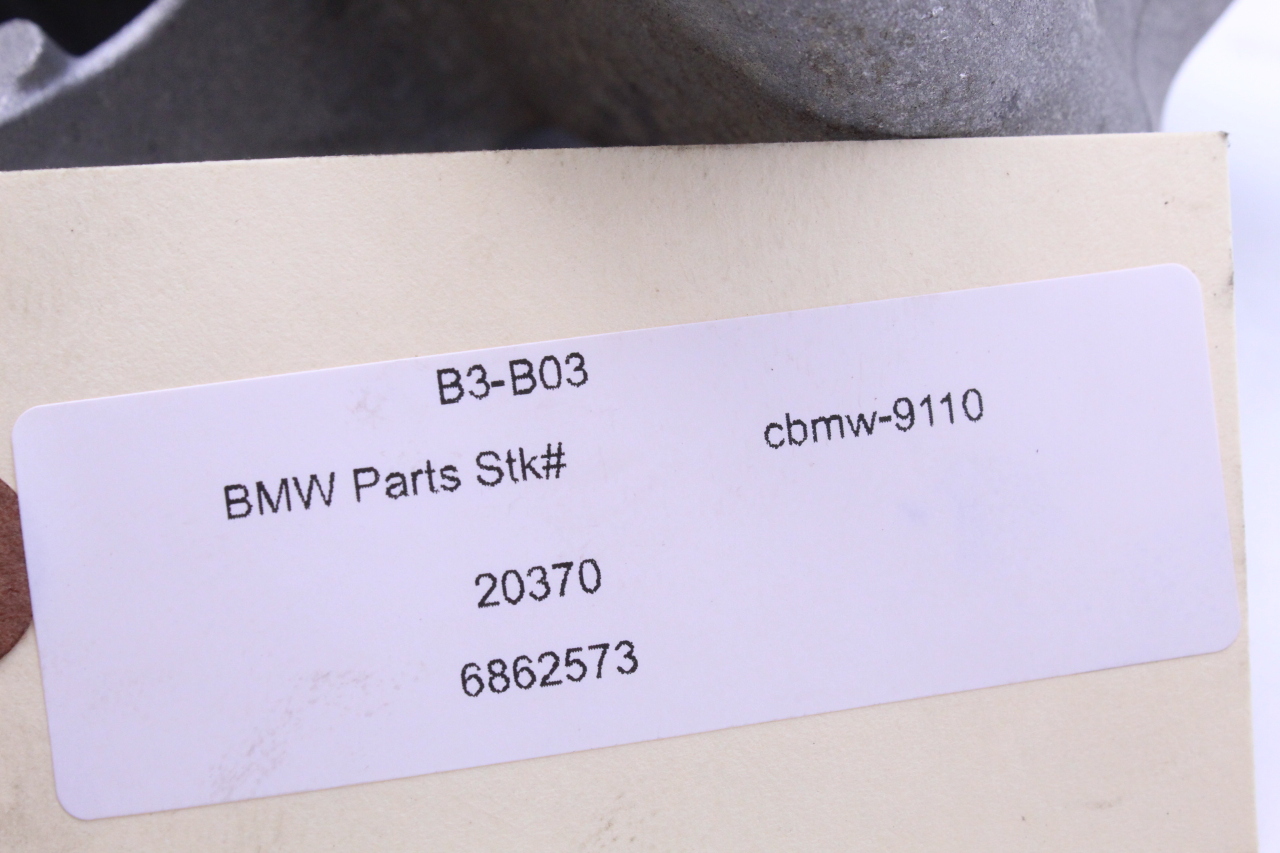 B3-B03
cbmw-9110
BMW Parts Stk#
20370
6862573